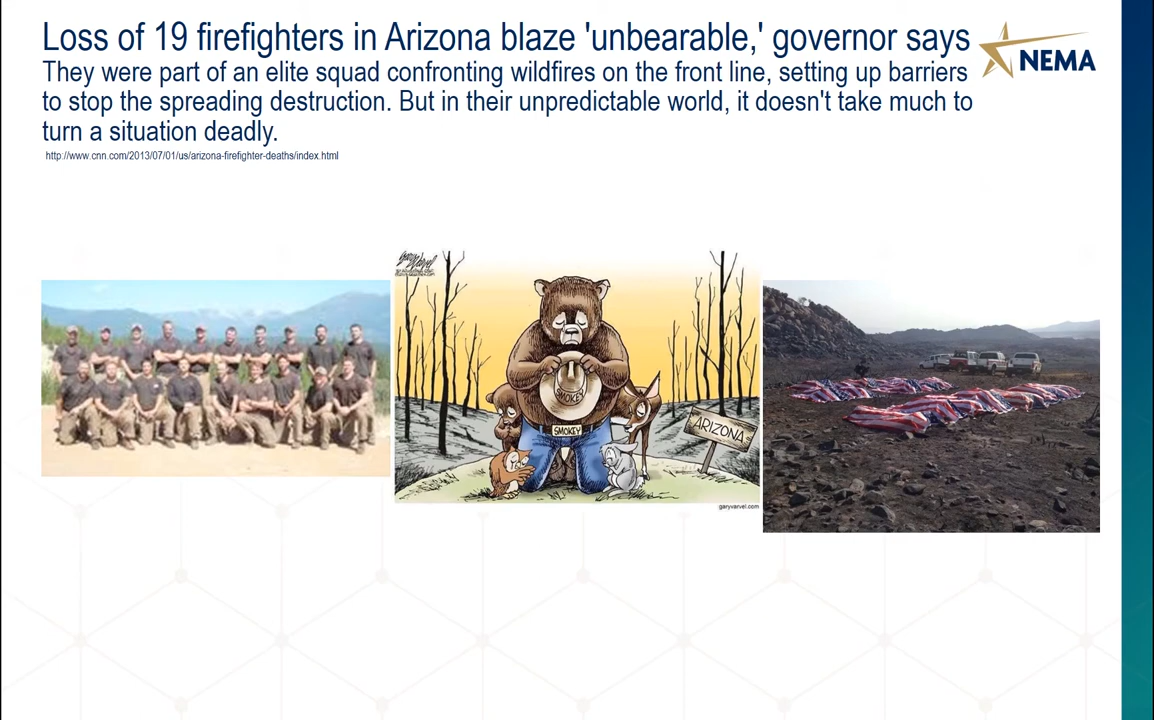 Loss of 19 firefighters in Arizona blaze 'unbearable,' governor says
NEMA
They were part of an elite squad confronting wildfires on the front line, setting up barriers
to stop the spreading destruction. But in their unpredictable world, it doesn't take much to
turn a situation deadly.
http://www.cnn.com/2013/07/01/us/arizona-firefighter-deaths/index.html
Gary Varvel
SMOKEY
SMOKEY
ARIZONA
garyvarvel.com